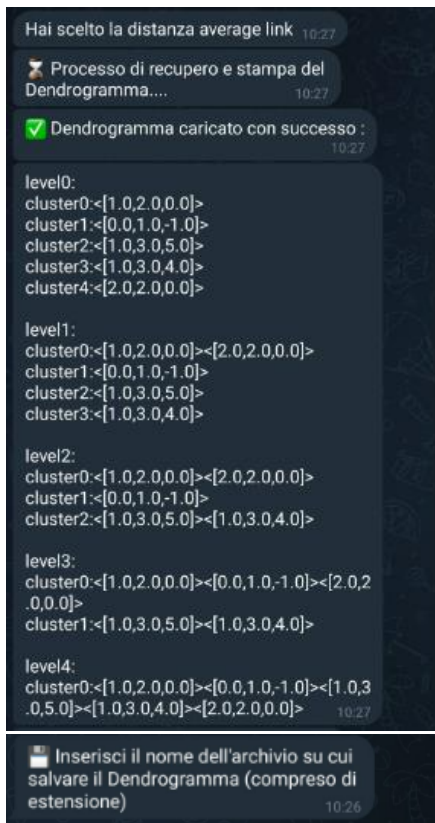 Hai scelto la distanza average link 10:27
⏳ Processo di recupero e stampa del
Dendrogramma.... 10:27
✅ Dendrogramma caricato con successo :
10:27
level0:
cluster0:<[1.0,2.0,0.0]>
cluster1:<[0.0,1.0,-1.0]>
cluster2:<[1.0,3.0,5.0]>
cluster3:<[1.0,3.0,4.0]>
cluster4:<[2.0,2.0,0.0]>
level1:
cluster0:<[1.0,2.0,0.0]><[2.0,2.0,0.0]>
cluster1:<[0.0,1.0,-1.0]>
cluster2:<[1.0,3.0,5.0]>
cluster3:<[1.0,3.0,4.0]>
level2:
cluster0:<[1.0,2.0,0.0]><[2.0,2.0,0.0]>
cluster1:<[0.0,1.0,-1.0]>
cluster2:<[1.0,3.0,5.0]><[1.0,3.0,4.0]>
level3:
cluster0:<[1.0,2.0,0.0]><[0.0,1.0,-1.0]><[2.0,2
.0,0.0]>
cluster1:<[1.0,3.0,5.0]><[1.0,3.0,4.0]>
level4:
cluster0:<[1.0,2.0,0.0]><[0.0,1.0,-1.0]><[1.0,3
.0,5.0]><[1.0,3.0,4.0]><[2.0,2.0,0.0]> 10:27
💾 Inserisci il nome dell'archivio su cui
salvare il Dendrogramma (compreso di
estensione) 10:26